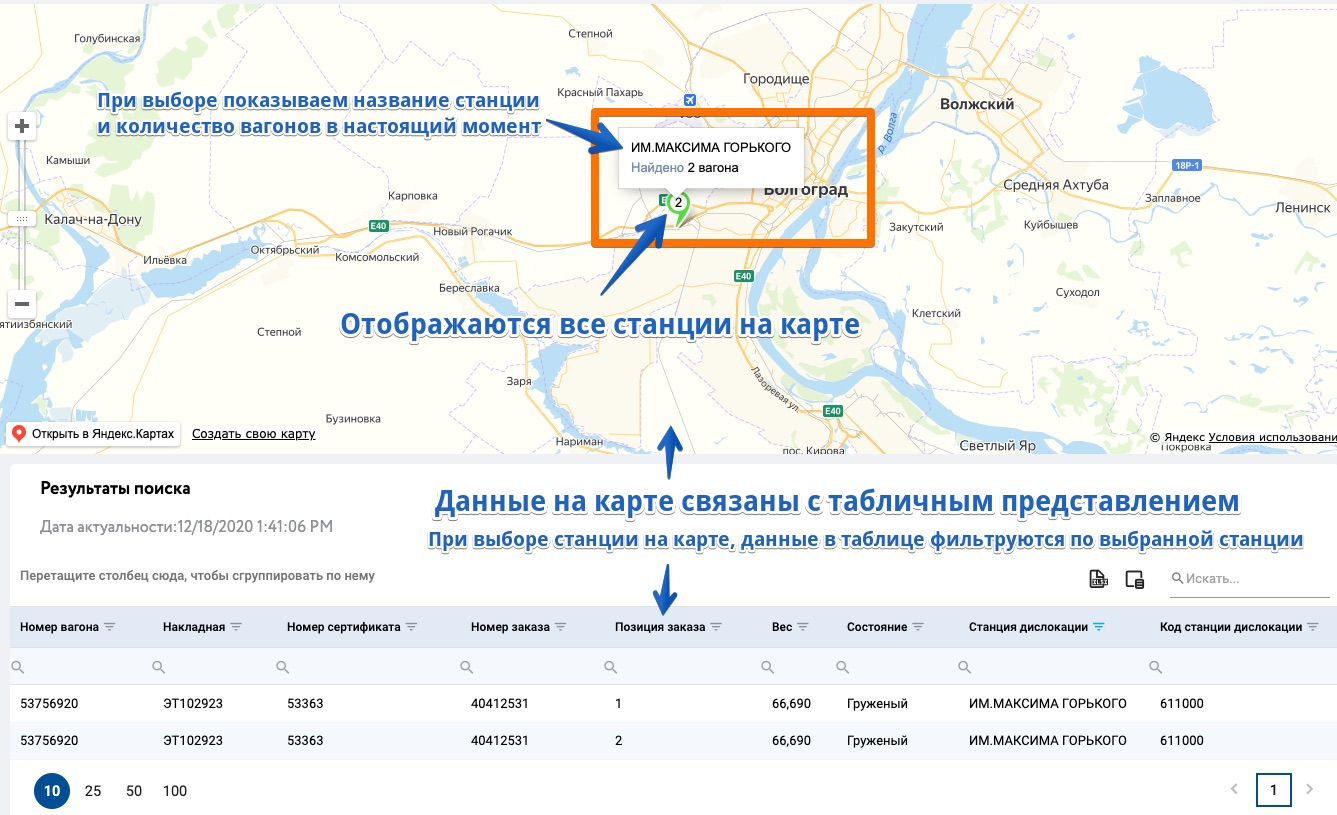 Голубинская
Степной
Городище
Красный Пахарь
Волжский
При выборе показываем название станции
и количество вагонов в настоящий момент
р. Волга
ИМ.МАКСИМА ГОРЬКОГО
Найдено 2 вагона
Камыши
18Р-1
Карповка
Волгоград
Средняя Ахтуба
Заплавное
2
Ленинск
Калач-на-Дону
E40
Новый Рогачик
Закутский
Куйбышев
Октябрьский
Ильёвка
Комсомольский
E40
Береславка
Суходол
Клетский
ятиизбянский
Степной
Отображаются все станции на карте
Заря
Лазоревая ул.
E40
Бузиновка
Открыть в Яндекс.Картах
Создать свою карту
Нариман
пос. Кирова
Светлый Яр
© Яндекс Условия использовани
Покровка
Результаты поиска
Данные на карте связаны с табличным представлением
Дата актуальности:12/18/2020 1:41:06 PM
При выборе станции на карте, данные в таблице фильтруются по выбранной станции
Перетащите столбец сюда, чтобы сгруппировать по нему
XLSX
Искать...
Номер вагона Накладная Номер сертификата Номер заказа Позиция заказа Вес Состояние Станция дислокации Код станции дислокации
53756920 ЭТ102923 53363 40412531 1 66,690 Груженый ИМ.МАКСИМА ГОРЬКОГО 611000
53756920 ЭТ102923 53363 40412531 2 66,690 Груженый ИМ.МАКСИМА ГОРЬКОГО 611000
10 25 50 100 1